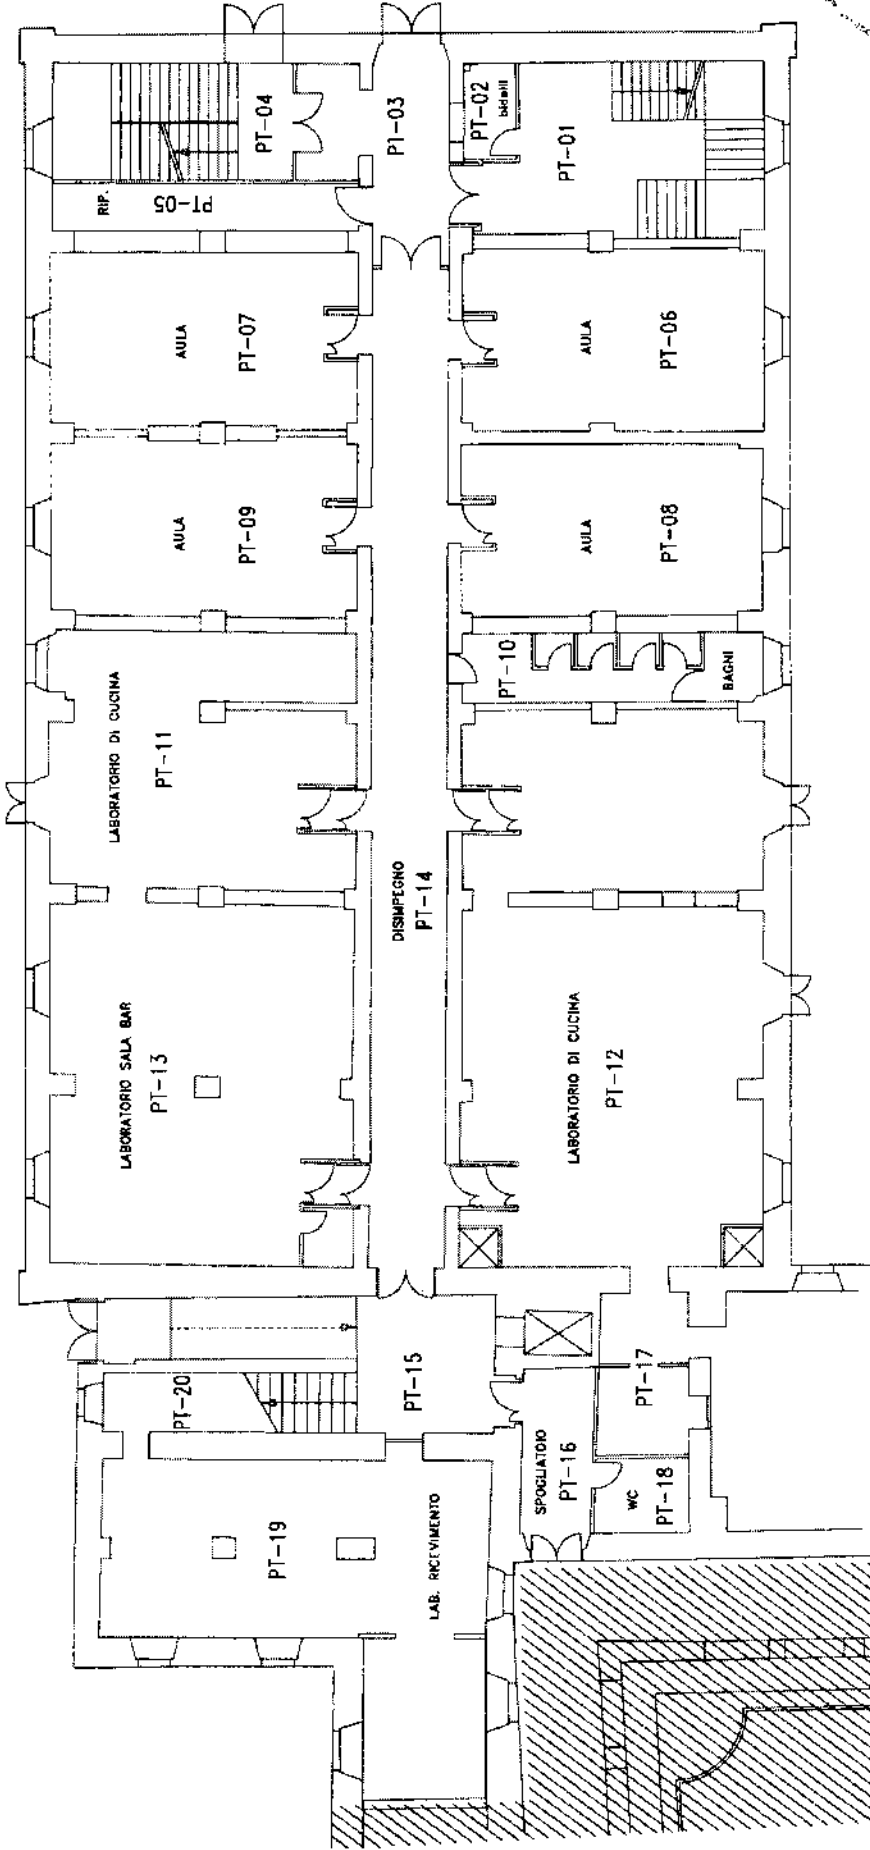 PT-04
P1-03
PT-02
bidelli
PT-01
RIP.
PT-05
AULA
PT-07
AULA
PT-06
AULA
PT-09
AULA
PT-08
PT-10
BAGNI
LABORATORIO DI CUCINA
PT-11
DISIMPEGNO
PT-14
LABORATORIO SALA BAR
PT-13
LABORATORIO DI CUCINA
PT-12
PT-20
PT-15
PT-17
SPOGLIATOIO
PT-16
WC
PT-18
PT-19
LAB. RICEVIMENTO